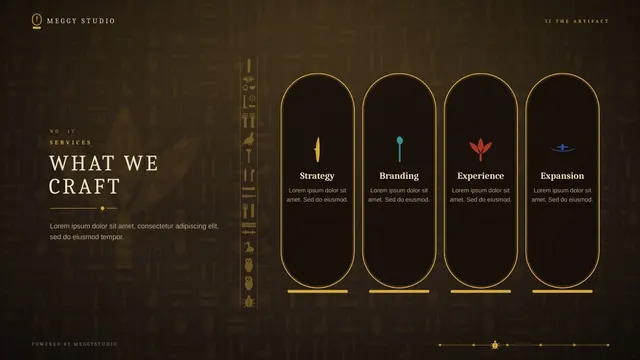 MEGGY STUDIO
II THE ARTIFACT
NO IT
SERVICES
WHAT WE
CRAFT
Lorem ipsum dolor sit amet, consectetur adipiscing elit,
sed do eiusmod tempor.
Strategy
Lorem ipsum dolor sit
amet. Sed do eiusmod.
Branding
Lorem ipsum dolor sit
amet. Sed do eiusmod.
Experience
Lorem ipsum dolor sit
amet. Sed do eiusmod.
Expansion
Lorem ipsum dolor sit
amet. Sed do eiusmod.
POWERED BY MEGGYSTUDIO